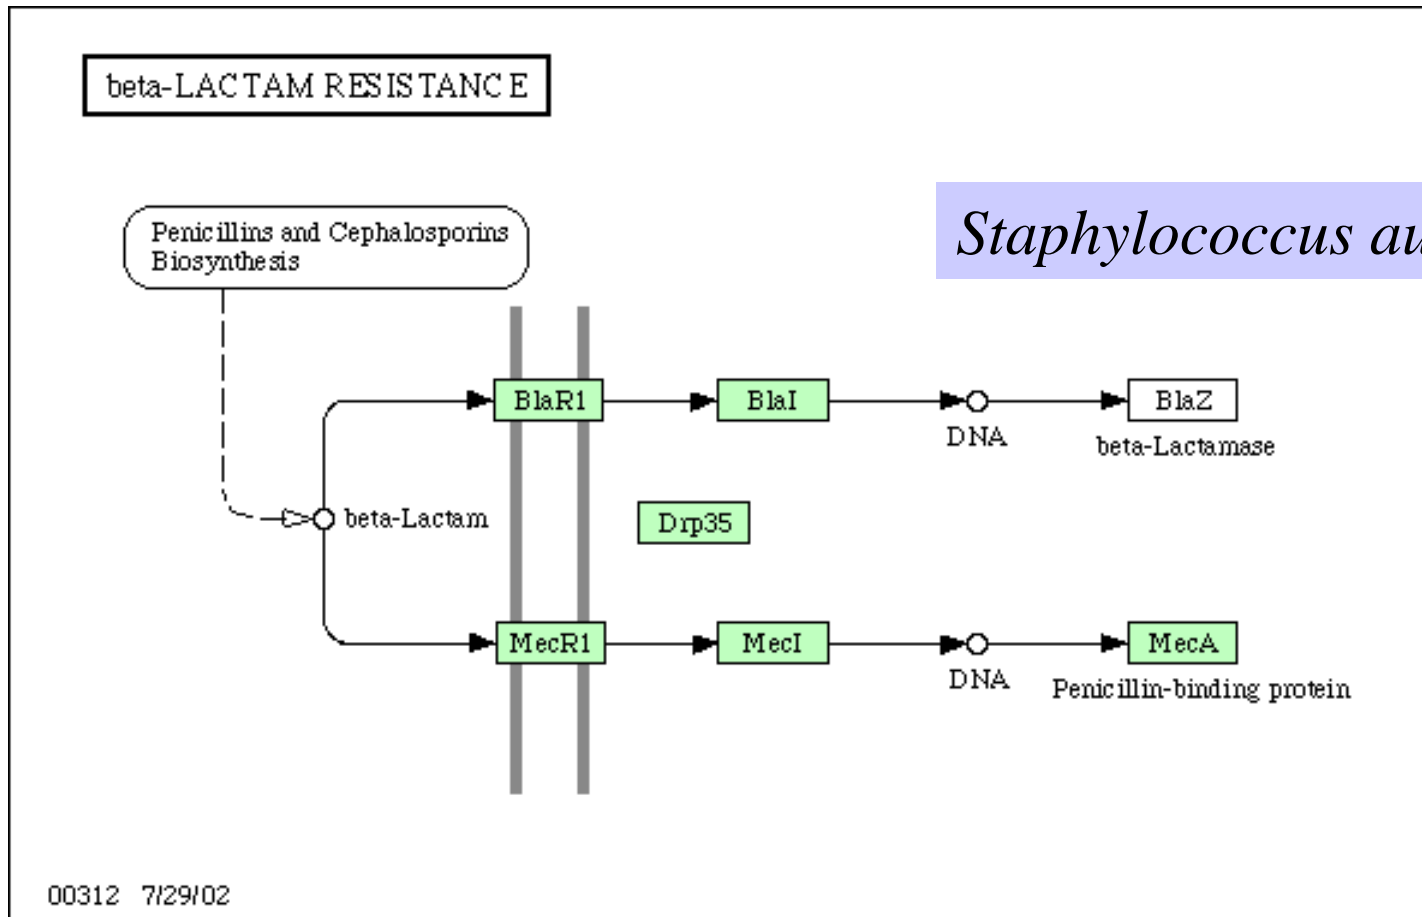 beta-LACTAM RESISTANCE
Staphylococcus au
Penicillins and Cephalosporins
Biosynthesis
BlaR1
BlaI
DNA
BlaZ
beta-Lactamase
beta-Lactam
Drp35
MecR1
MecI
DNA
MecA
Penicillin-binding protein
00312 7/29/02